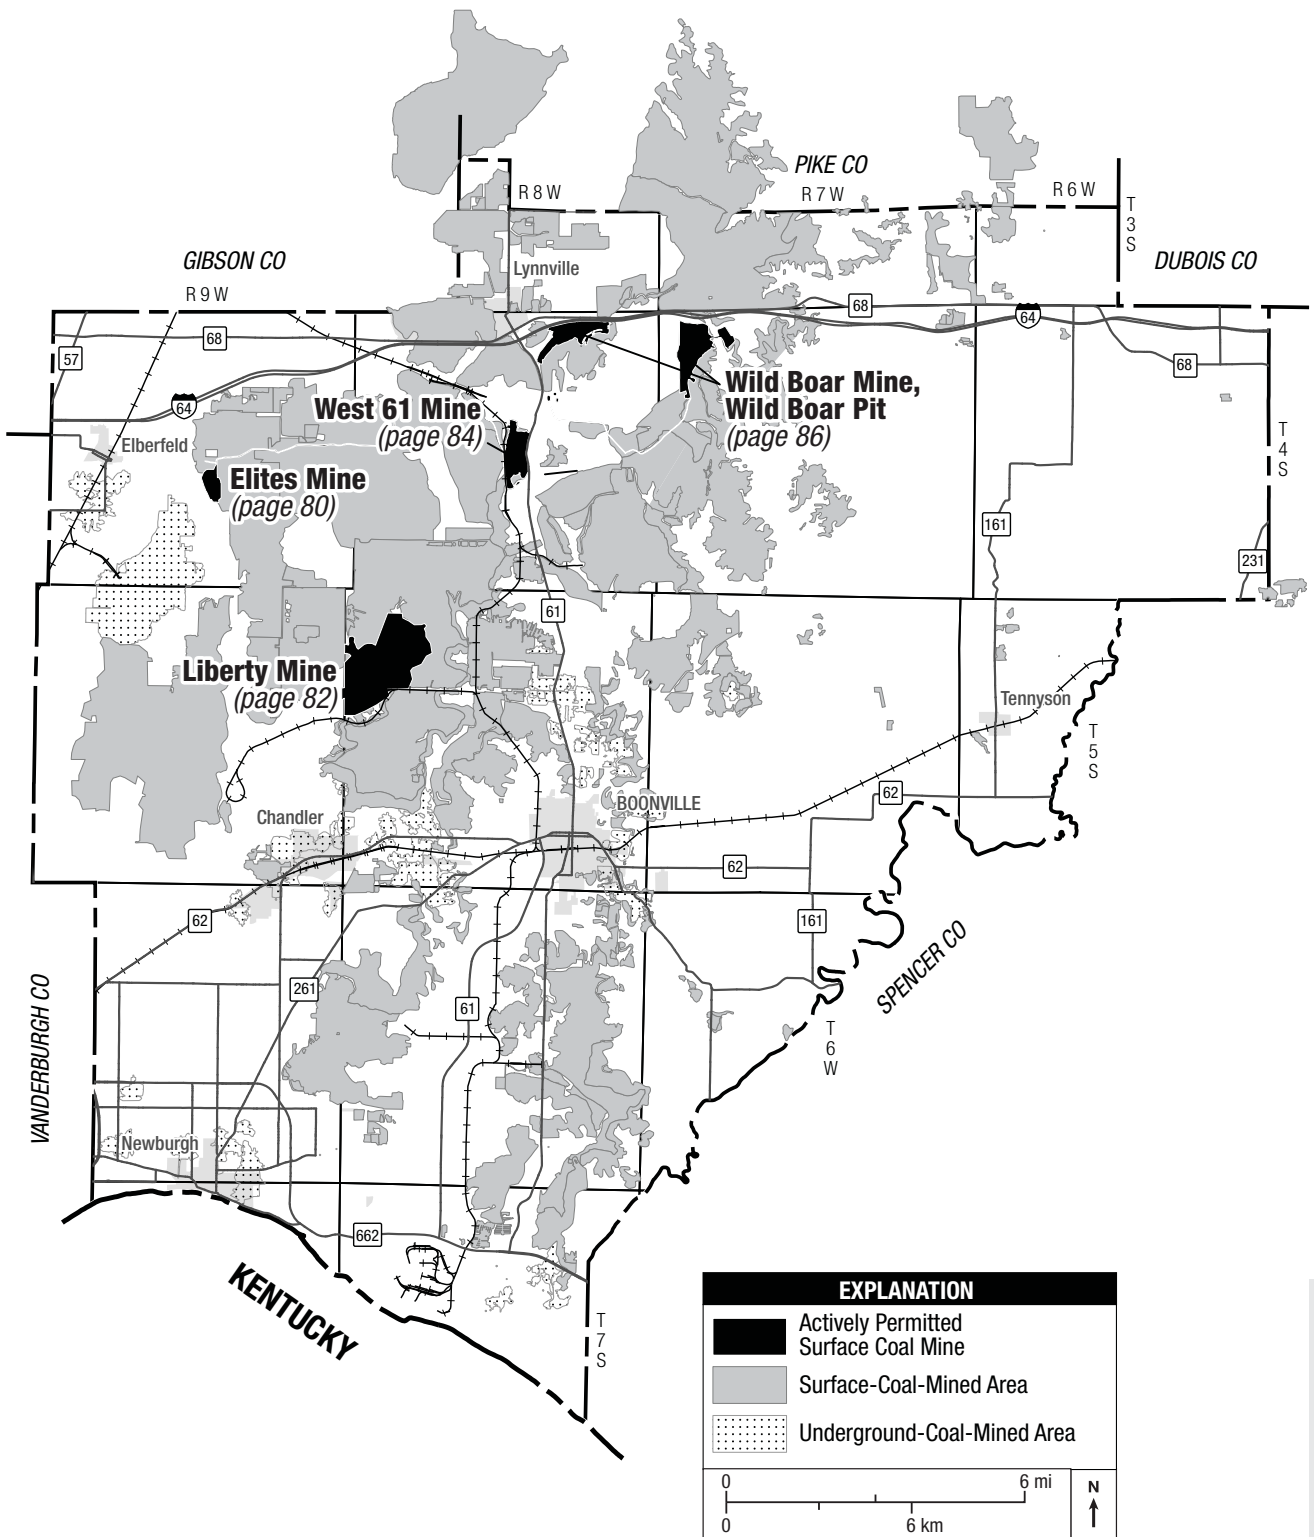 PIKE CO
R 8 W
R 7 W
R 6 W
T
3
S
GIBSON CO
Lynnville
DUBOIS CO
R 9 W
68
64
68
57
68
64
West 61 Mine
(page 84)
Wild Boar Mine,
Wild Boar Pit
(page 86)
T
4
S
Elberfeld
Elites Mine
(page 80)
161
231
61
Liberty Mine
(page 82)
Tennyson
T
5
S
62
Chandler
BOONVILLE
62
62
161
SPENCER CO
VANDERBURGH CO
261
61
T
6
W
Newburgh
662
KENTUCKY
T
7
S
EXPLANATION
Actively Permitted
Surface Coal Mine
Surface-Coal-Mined Area
Underground-Coal-Mined Area
0 6 mi
0 6 km
N